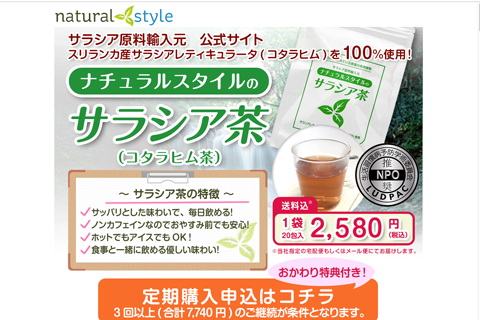 natural style
サラシア原料輸入元　公式サイト
スリランカ産サラシアレティキュラータ(コタラヒム)を100%使用!
ナチュラルスタイルの
サラシア茶
(コタラヒム茶)
ナチュラルスタイルの
サラシア茶
～ サラシア茶の特徴 ～
サッパリとした味わいで、毎日飲める!
ノンカフェインなのでおやすみ前でも安心!
ホットでもアイスでもOK!
食事と一緒に飲める優しい味わい!
推
NPO
奨
LUDPAC
送料込※
1袋
20包入
2,580円
(税込)
※当社指定の宅配便もしくはメール便にてお届けします。
おかわり特典付き!
定期購入申込はコチラ
3回以上(合計7,740円)のご継続が条件となります。